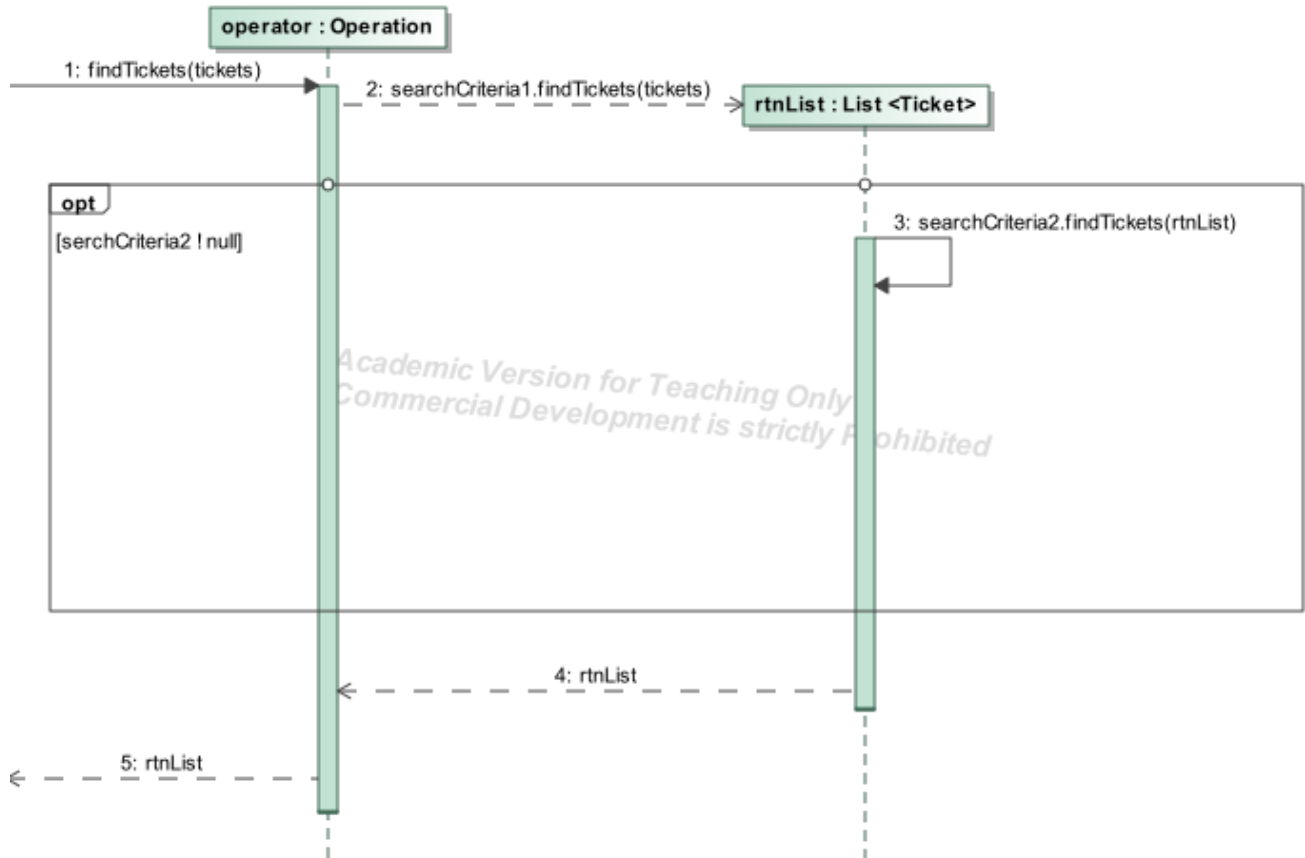 operator : Operation
1: findTickets(tickets)
2: searchCriteria1.findTickets(tickets)
rtnList : List <Ticket>
opt
[serchCriteria2 ! null]
3: searchCriteria2.findTickets(rtnList)
Academic Version for Teaching Only
Commercial Development is strictly Prohibited
4: rtnList
5: rtnList